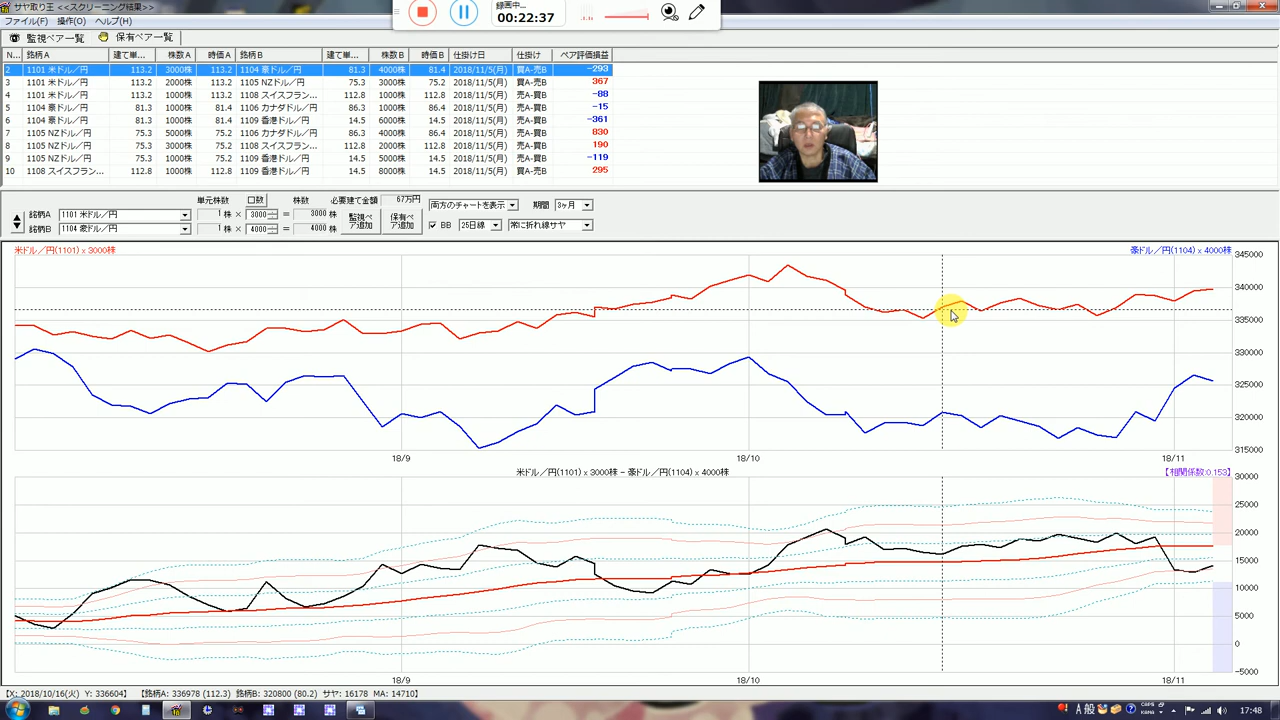 サヤ取り王 <<スクリーニング結果>>
録画中...
00:22:37
ファイル(F) 操作(O) ヘルプ(H)
監視ペア一覧 保有ペア一覧
N... 銘柄A 建て単... 株数A 時価A 銘柄B 建て単... 株数B 時価B 仕掛け日 仕掛け ペア評価損益
2 1101 米ドル／円 113.2 3000株 113.2 1104 豪ドル／円 81.3 4000株 81.4 2018/11/5(月) 買A-売B -293
3 1101 米ドル／円 113.2 2000株 113.2 1105 NZドル／円 75.3 3000株 75.2 2018/11/5(月) 買A-売B 367
4 1101 米ドル／円 113.2 1000株 113.2 1108 スイスフラン... 112.8 1000株 112.8 2018/11/5(月) 売A-買B -88
5 1104 豪ドル／円 81.3 1000株 81.4 1106 カナダドル／円 86.3 1000株 86.4 2018/11/5(月) 売A-買B -15
6 1104 豪ドル／円 81.3 1000株 81.4 1109 香港ドル／円 14.5 6000株 14.5 2018/11/5(月) 売A-買B -361
7 1105 NZドル／円 75.3 5000株 75.2 1106 カナダドル／円 86.3 4000株 86.4 2018/11/5(月) 売A-買B 830
8 1105 NZドル／円 75.3 3000株 75.2 1108 スイスフラン... 112.8 2000株 112.8 2018/11/5(月) 売A-買B 190
9 1105 NZドル／円 75.3 1000株 75.2 1109 香港ドル／円 14.5 5000株 14.5 2018/11/5(月) 売A-買B -119
10 1108 スイスフラン... 112.8 1000株 112.8 1109 香港ドル／円 14.5 8000株 14.5 2018/11/5(月) 買A-売B 295
単元株数 口数 株数 必要建て金額 67万円 両方のチャートを表示 期間 3ヶ月
銘柄A 1101 米ドル／円 1 株 × 3000 = 3000 株 監視ペア追加 保有ペア追加
銘柄B 1104 豪ドル／円 1 株 × 4000 = 4000 株 BB 25日線 常に折れ線サヤ
米ドル／円(1101) x 3000株 豪ドル／円(1104) x 4000株
345000
340000
335000
330000
325000
320000
315000
18/9 18/10 18/11
米ドル／円(1101) x 3000株 − 豪ドル／円(1104) x 4000株 【相関係数:0.153】
30000
25000
20000
15000
10000
5000
0
-5000
18/9 18/10 18/11
【X: 2018/10/16(火) Y: 336604】 【銘柄A: 336978 (112.3) 銘柄B: 320800 (80.2) サヤ: 16178 MA: 14710】
A 般 CAPS KANA 17:48